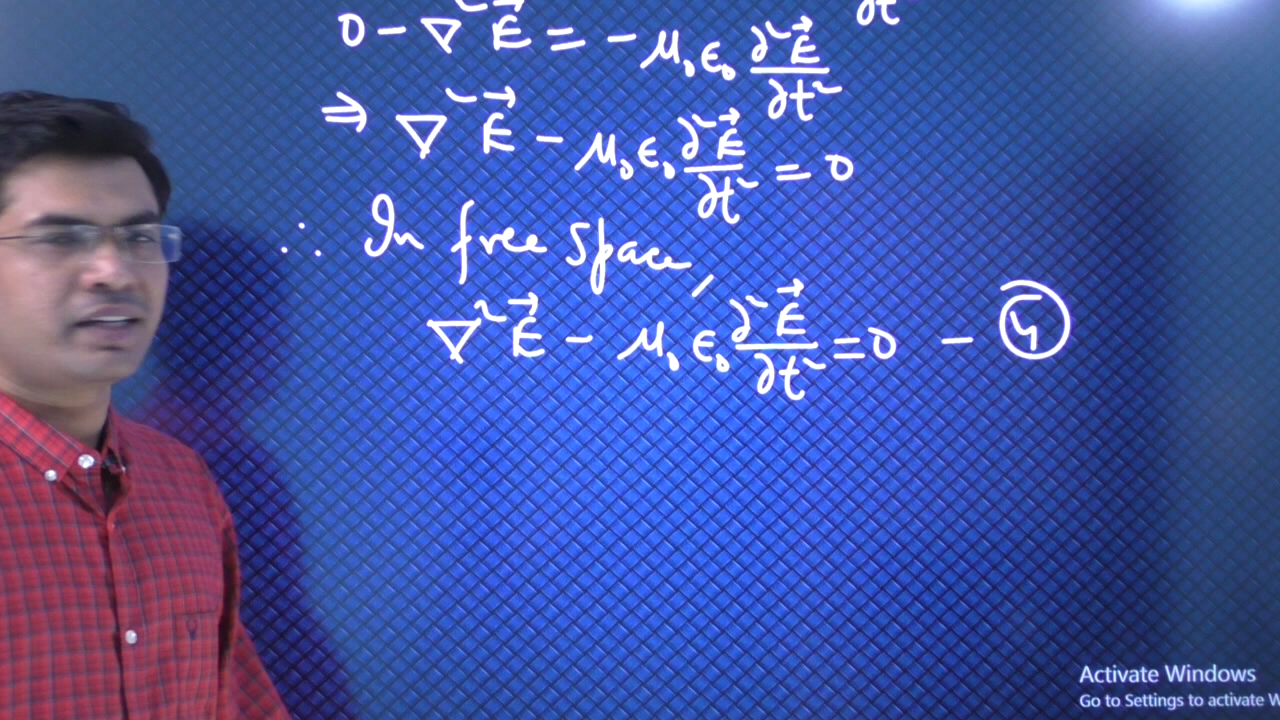 ∂t
0 − ∇²E⃗ = −μ₀ϵ₀ ∂²E⃗/∂t²
⇒ ∇²E⃗ − μ₀ϵ₀ ∂²E⃗/∂t² = 0
∴ In free space,
∇²E⃗ − μ₀ϵ₀ ∂²E⃗/∂t² = 0 − ④
Activate Windows
Go to Settings to activate W